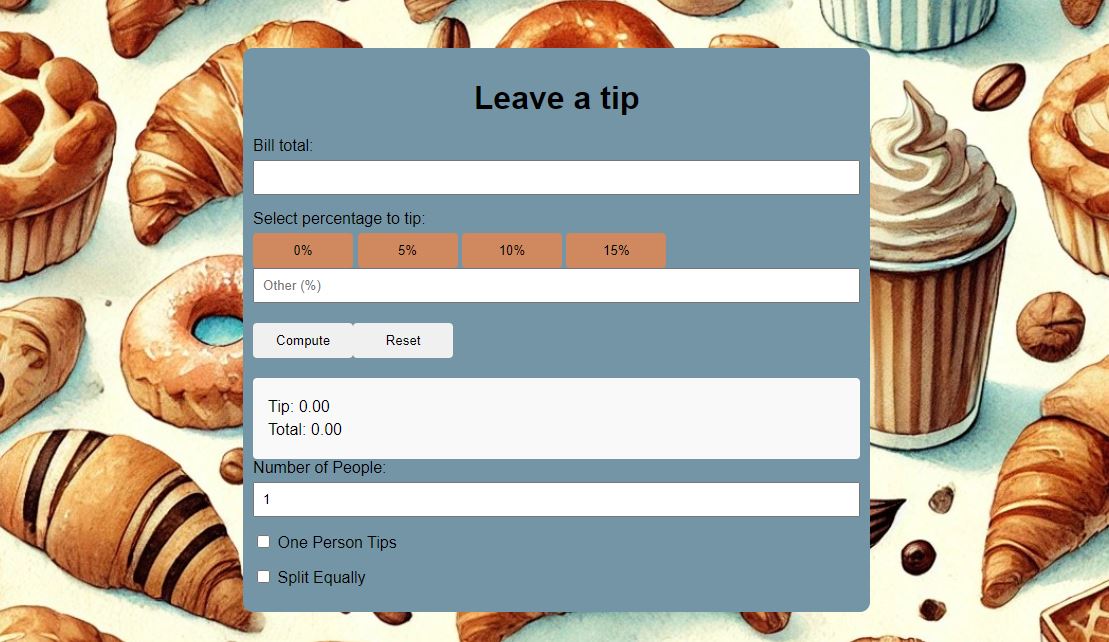 Leave a tip
Bill total:
Select percentage to tip:
0% 5% 10% 15%
Other (%)
Compute Reset
Tip: 0.00
Total: 0.00
Number of People:
1
One Person Tips
Split Equally